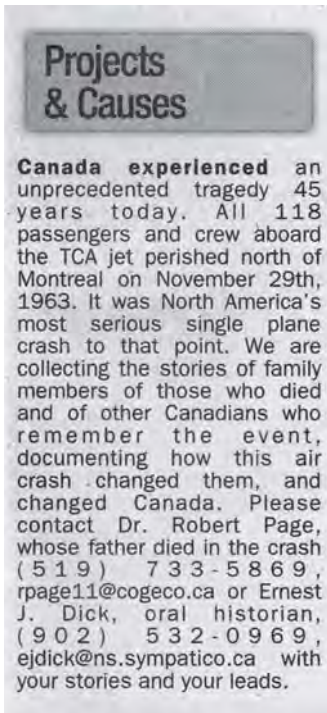 Projects
& Causes
Canada experienced an
unprecedented tragedy 45
years today. All 118
passengers and crew aboard
the TCA jet perished north of
Montreal on November 29th,
1963. It was North America's
most serious single plane
crash to that point. We are
collecting the stories of family
members of those who died
and of other Canadians who
remember the event,
documenting how this air
crash changed them, and
changed Canada. Please
contact Dr. Robert Page,
whose father died in the crash
(519) 733-5869,
rpage11@cogeco.ca or Ernest
J. Dick, oral historian,
(902) 532-0969,
ejdick@ns.sympatico.ca with
your stories and your leads.